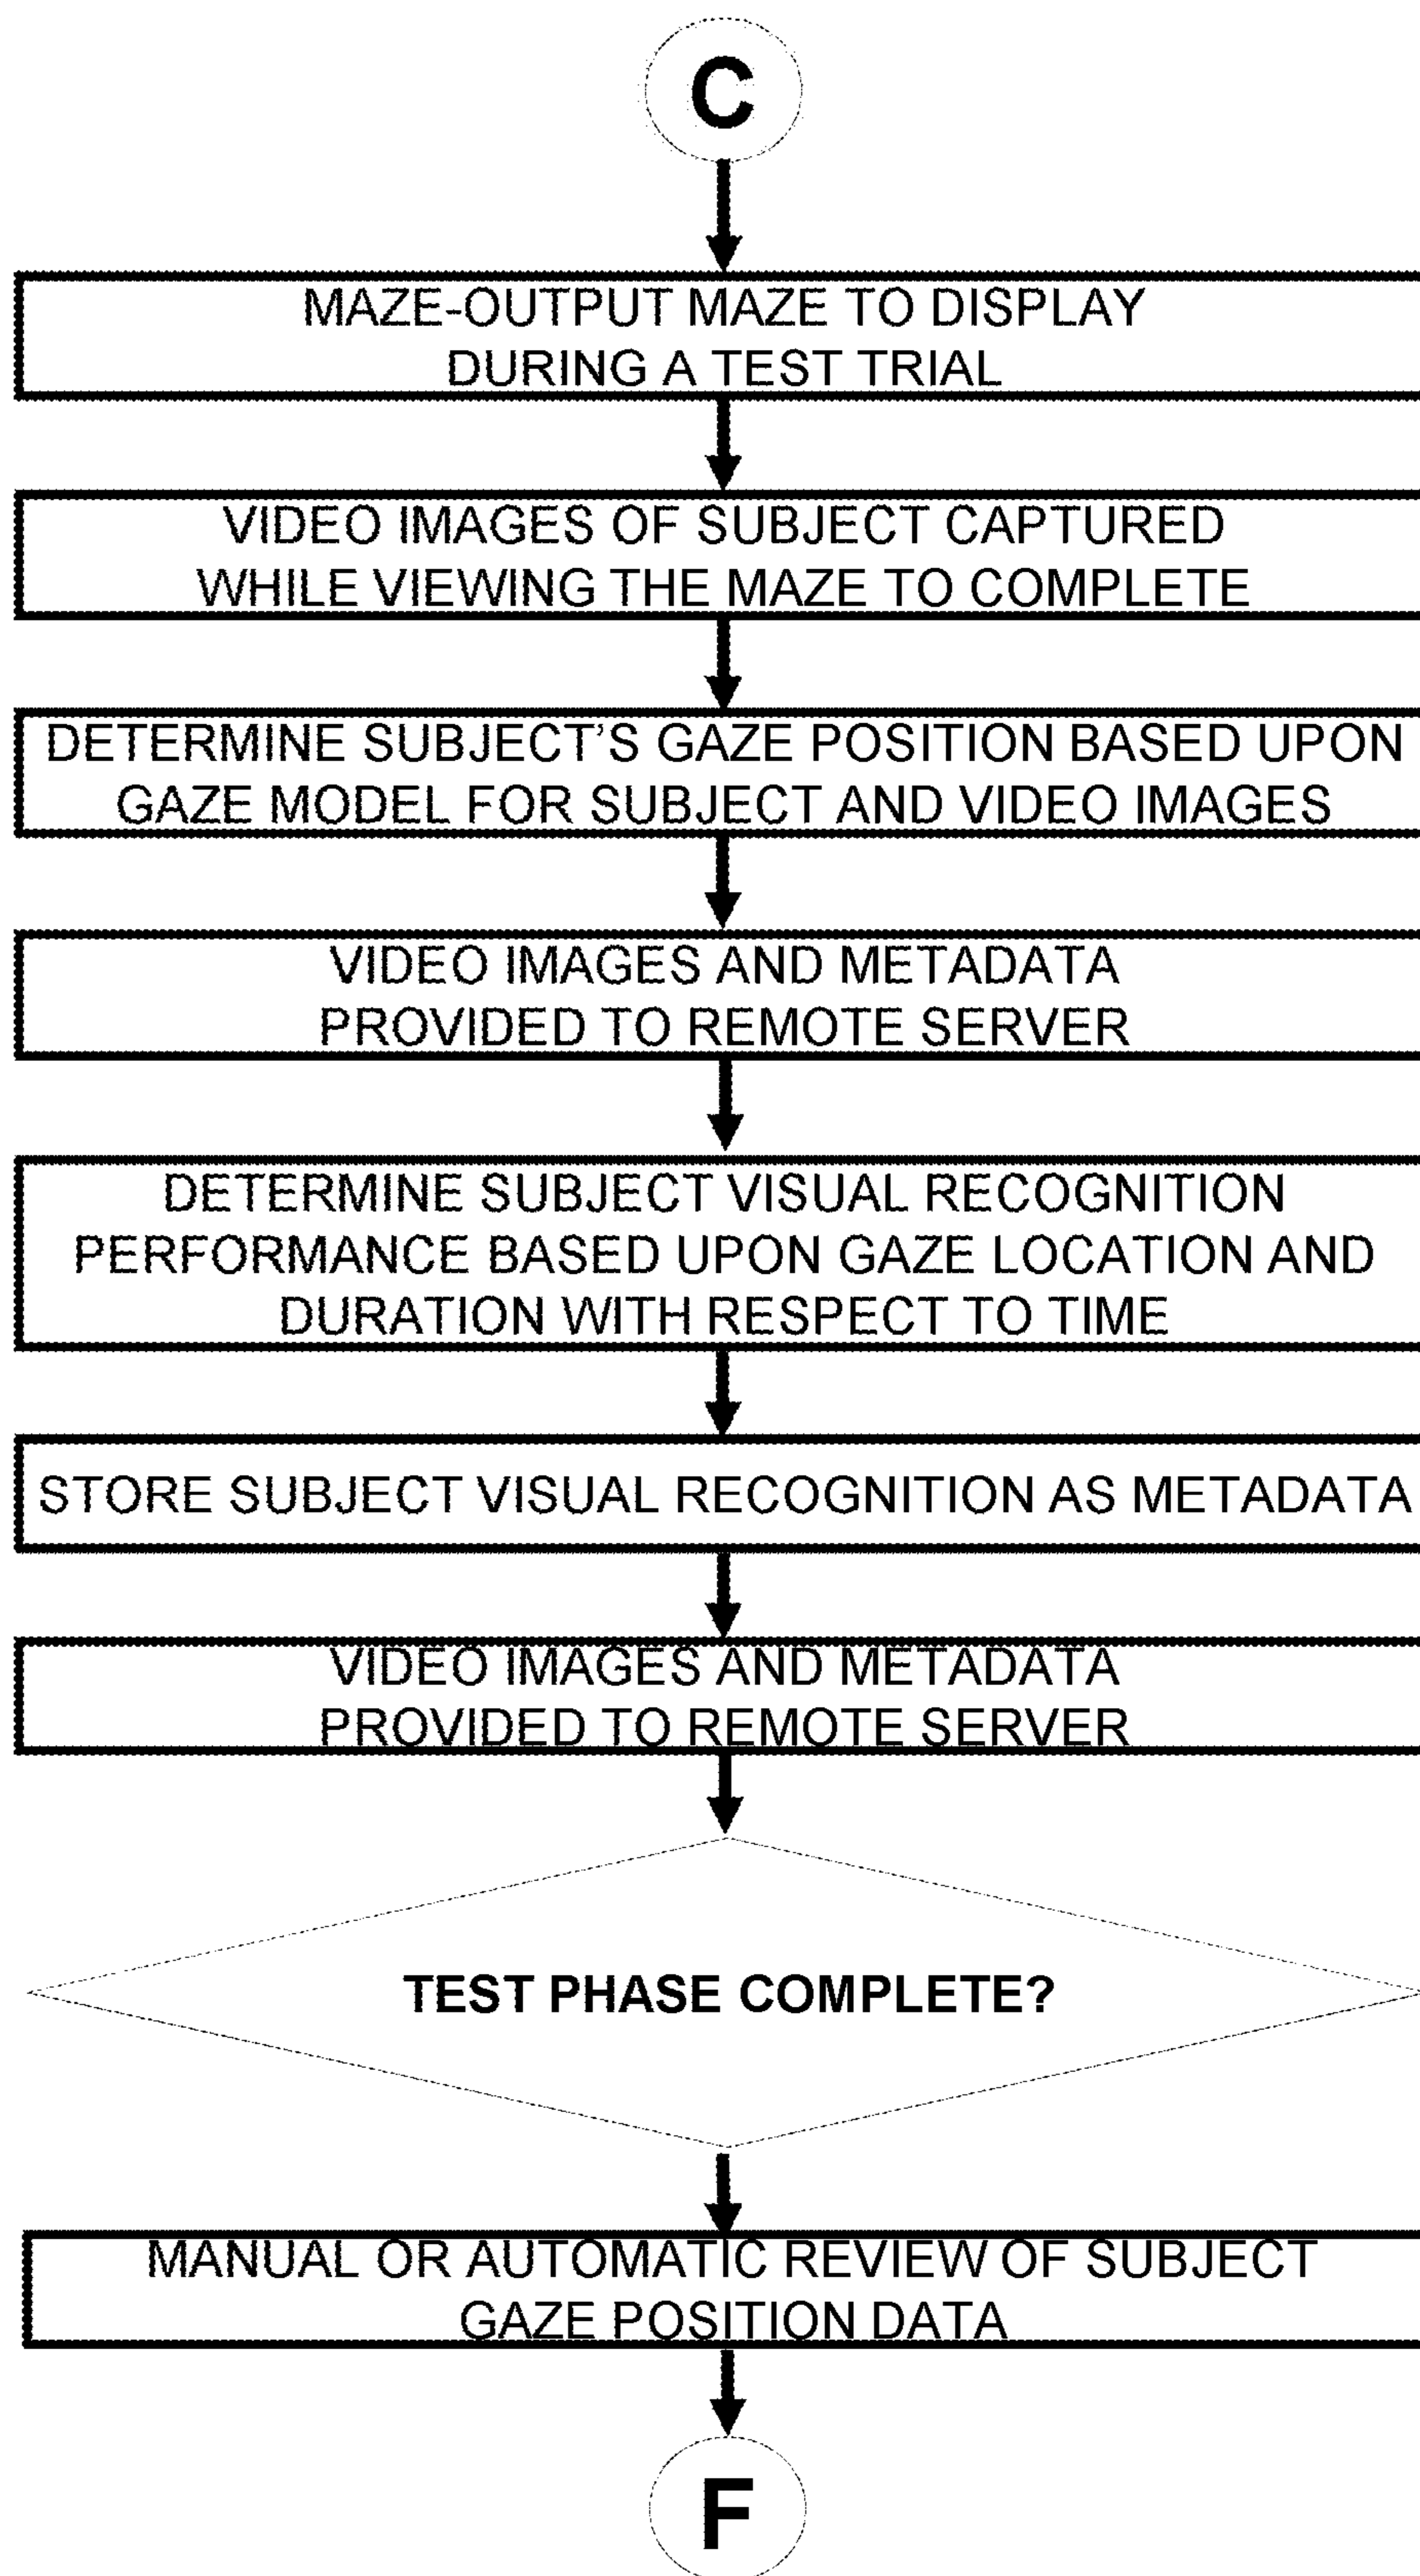 C
MAZE-OUTPUT MAZE TO DISPLAY
DURING A TEST TRIAL
VIDEO IMAGES OF SUBJECT CAPTURED
WHILE VIEWING THE MAZE TO COMPLETE
DETERMINE SUBJECT'S GAZE POSITION BASED UPON
GAZE MODEL FOR SUBJECT AND VIDEO IMAGES
VIDEO IMAGES AND METADATA
PROVIDED TO REMOTE SERVER
DETERMINE SUBJECT VISUAL RECOGNITION
PERFORMANCE BASED UPON GAZE LOCATION AND
DURATION WITH RESPECT TO TIME
STORE SUBJECT VISUAL RECOGNITION AS METADATA
VIDEO IMAGES AND METADATA
PROVIDED TO REMOTE SERVER
TEST PHASE COMPLETE?
MANUAL OR AUTOMATIC REVIEW OF SUBJECT
GAZE POSITION DATA
F